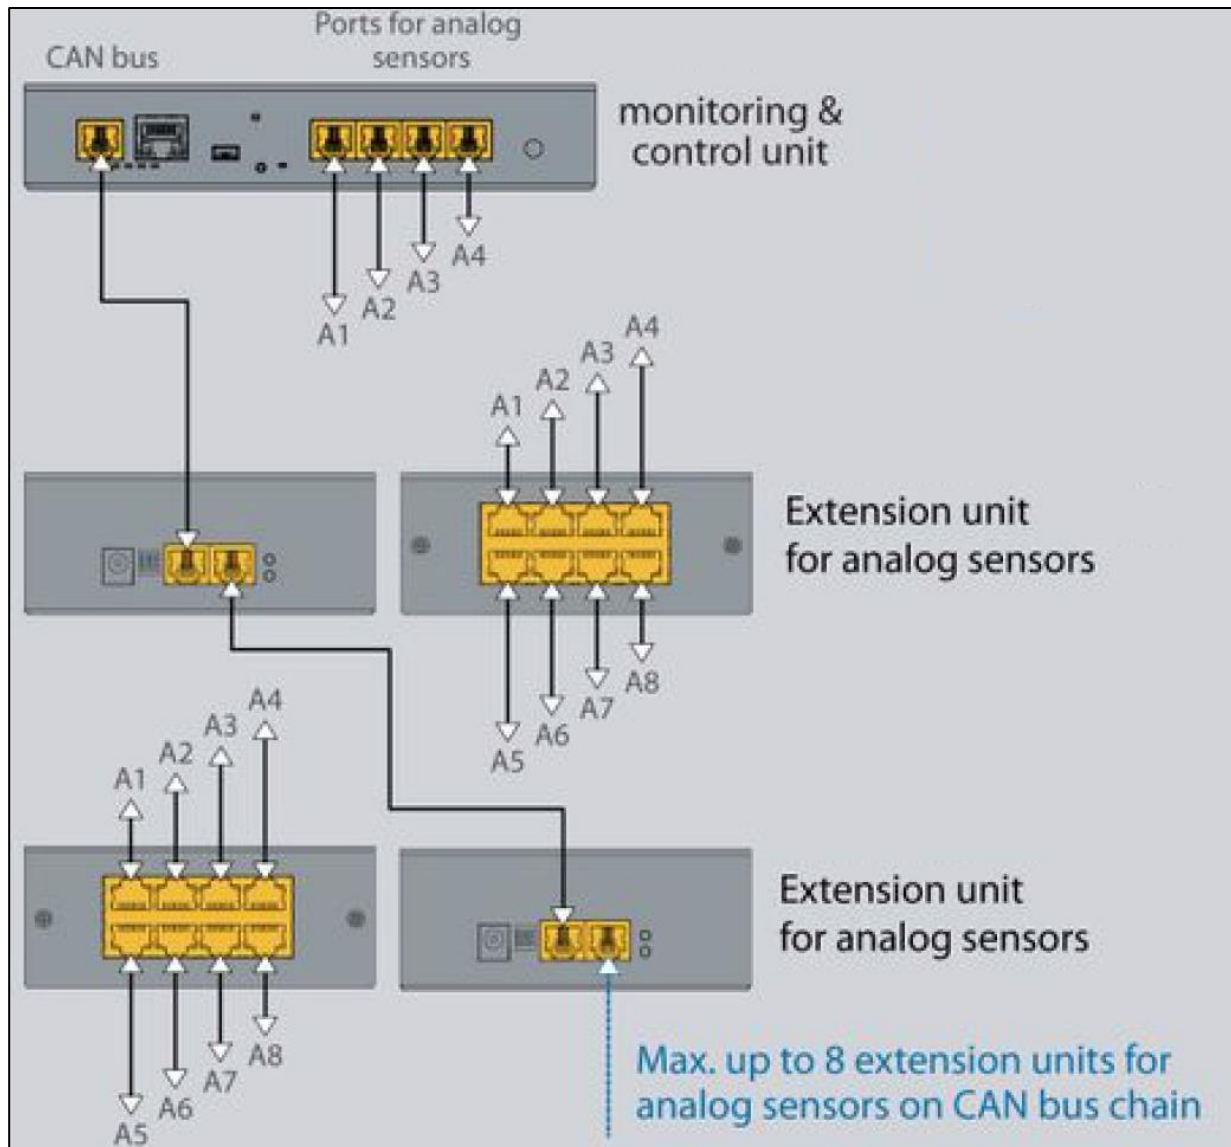 Ports for analog
sensors
CAN bus
monitoring &
control unit
A1
A2
A3
A4
A1
A2
A3
A4
Extension unit
for analog sensors
A5
A6
A7
A8
A1
A2
A3
A4
Extension unit
for analog sensors
A5
A6
A7
A8
Max. up to 8 extension units for
analog sensors on CAN bus chain